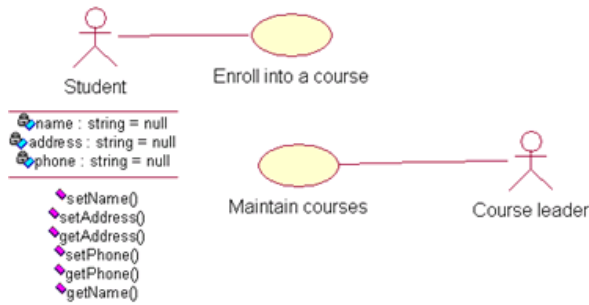 Student
Enroll into a course
name : string = null
address : string = null
phone : string = null
setName()
setAddress()
getAddress()
setPhone()
getPhone()
getName()
Maintain courses
Course leader